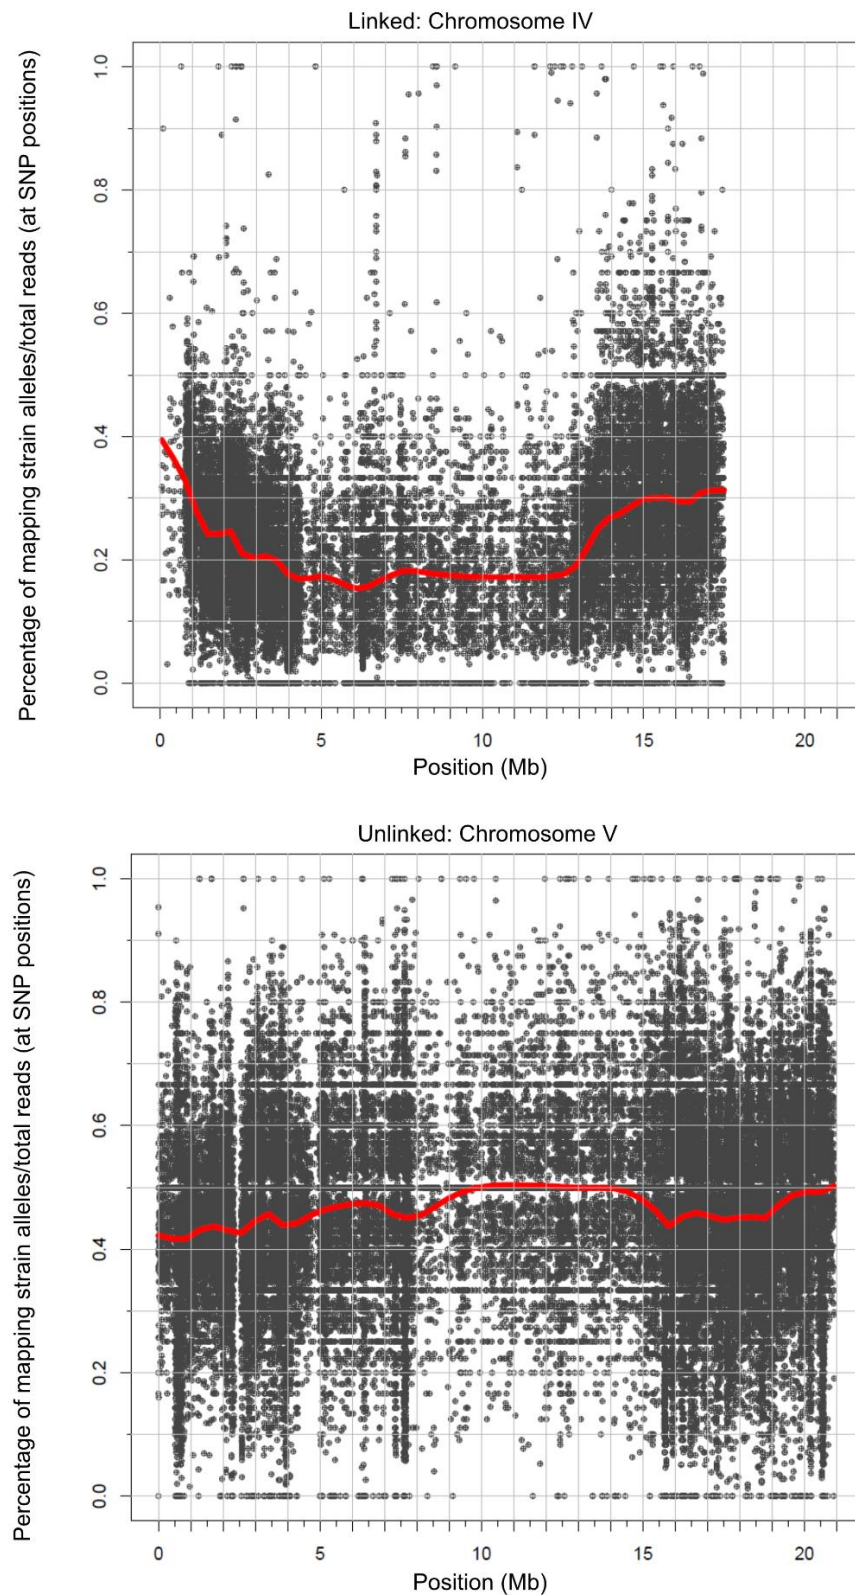 Linked: Chromosome IV
Percentage of mapping strain alleles/total reads (at SNP positions)
1.0
0.8
0.6
0.4
0.2
0.0
0 5 10 15 20
Position (Mb)
Unlinked: Chromosome V
Percentage of mapping strain alleles/total reads (at SNP positions)
1.0
0.8
0.6
0.4
0.2
0.0
0 5 10 15 20
Position (Mb)